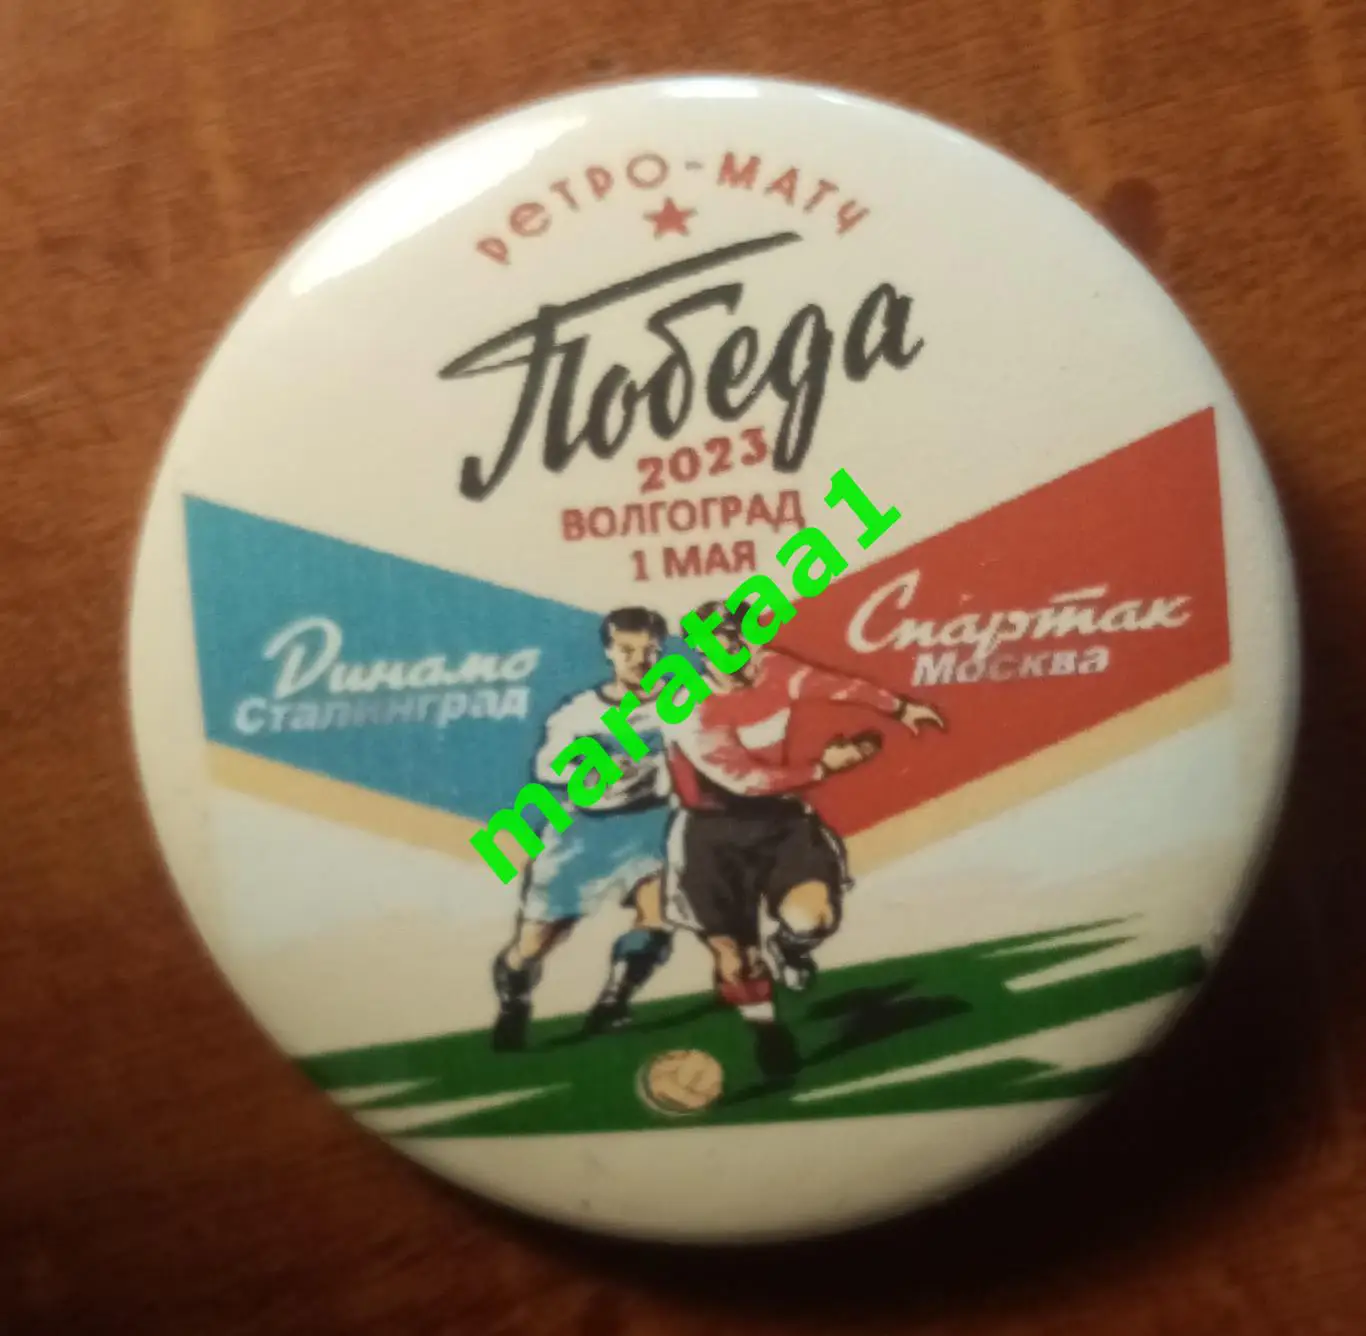 РЕТРО-МАТЧ
Победа
2023
ВОЛГОГРАД
1 МАЯ
Динамо
Сталинград
Спартак
Москва
marataa1